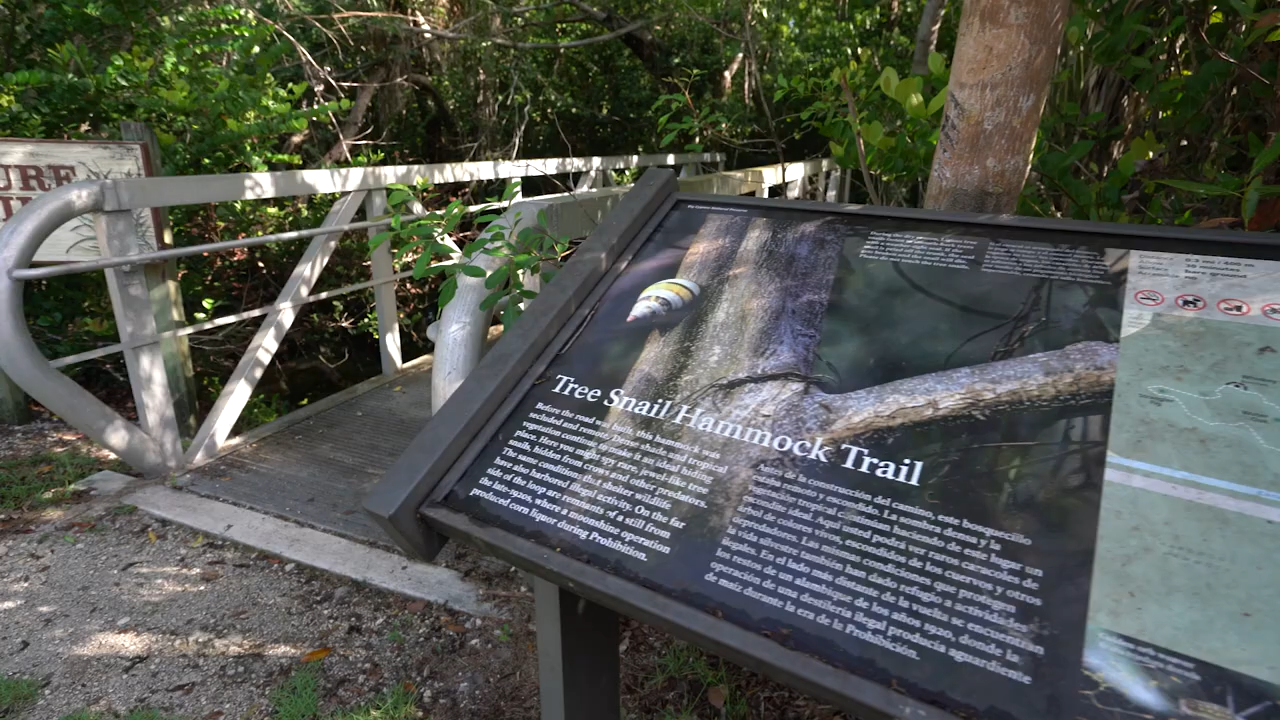 URE
Tree Snail Hammock Trail
Before the road was built, this hammock was
secluded and remote. Dense shade and tropical
vegetation continue to make it an ideal hiding
place. Here you might spy rare, jewel-like tree
snails, hidden from crows and other predators.
The same conditions that shelter wildlife
have also harbored illegal activity. On the far
side of the loop are remnants of a still from
the late-1920s, where a moonshine operation
produced corn liquor during Prohibition.
Antes de la construcción del camino, este bosquecillo
estaba remoto y escondido. La sombra densa y la
vegetación tropical continúan haciendo de este lugar un
escondite ideal. Aquí usted podrá ver raros caracoles de
árbol de colores vivos, escondidos de los cuervos y otros
depredadores. Las mismas condiciones que protegen
la vida silvestre también han dado refugio a actividades
ilegales. En el lado más distante de la vuelta se encuentran
los restos de un alambique de los años 1920, donde la
operación de una destilería ilegal producía aguardiente
de maíz durante la era de la Prohibición.